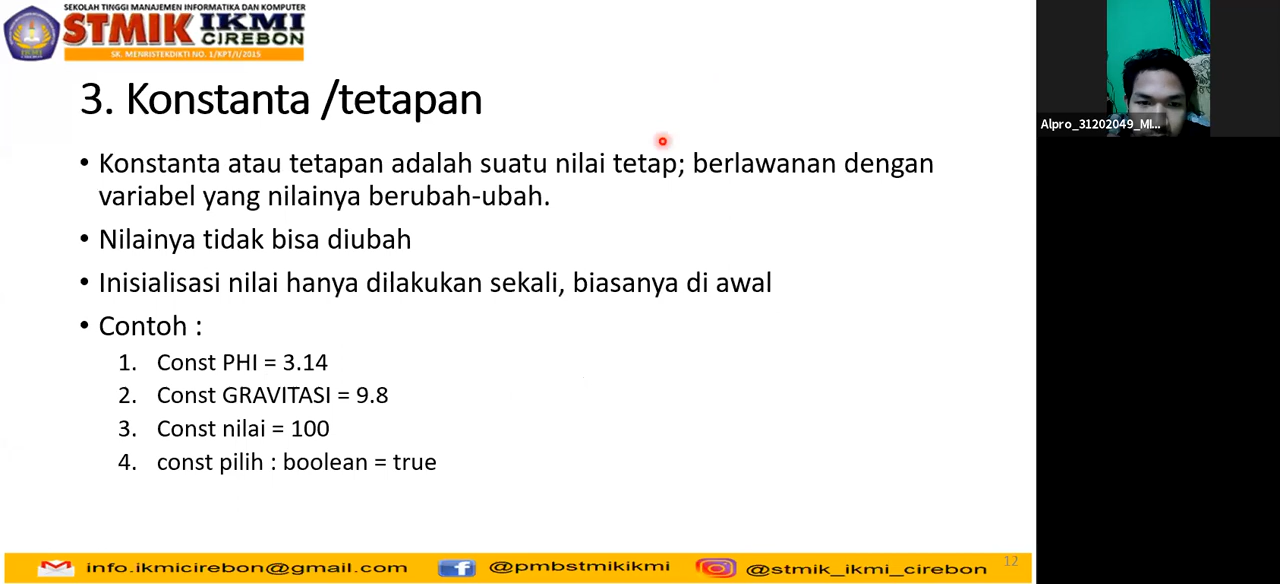 SEKOLAH TINGGI MANAJEMEN INFORMATIKA DAN KOMPUTER
STMIK IKMI
CIREBON
SK. MENRISTEKDIKTI NO. 1/KPT/I/2015
3. Konstanta /tetapan
Alpro_31202049_MI...
• Konstanta atau tetapan adalah suatu nilai tetap; berlawanan dengan
variabel yang nilainya berubah-ubah.
• Nilainya tidak bisa diubah
• Inisialisasi nilai hanya dilakukan sekali, biasanya di awal
• Contoh :
1. Const PHI = 3.14
2. Const GRAVITASI = 9.8
3. Const nilai = 100
4. const pilih : boolean = true
info.ikmicirebon@gmail.com @pmbstmikikmi @stmik_ikmi_cirebon 12